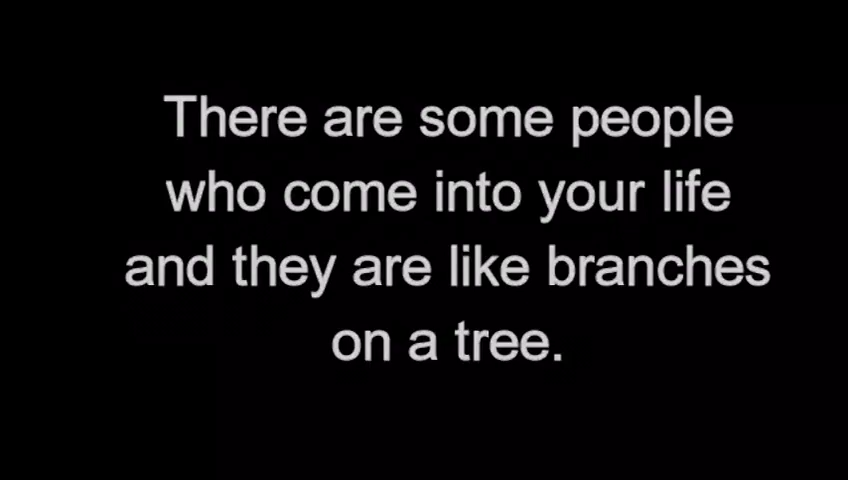 There are some people
who come into your life
and they are like branches
on a tree.